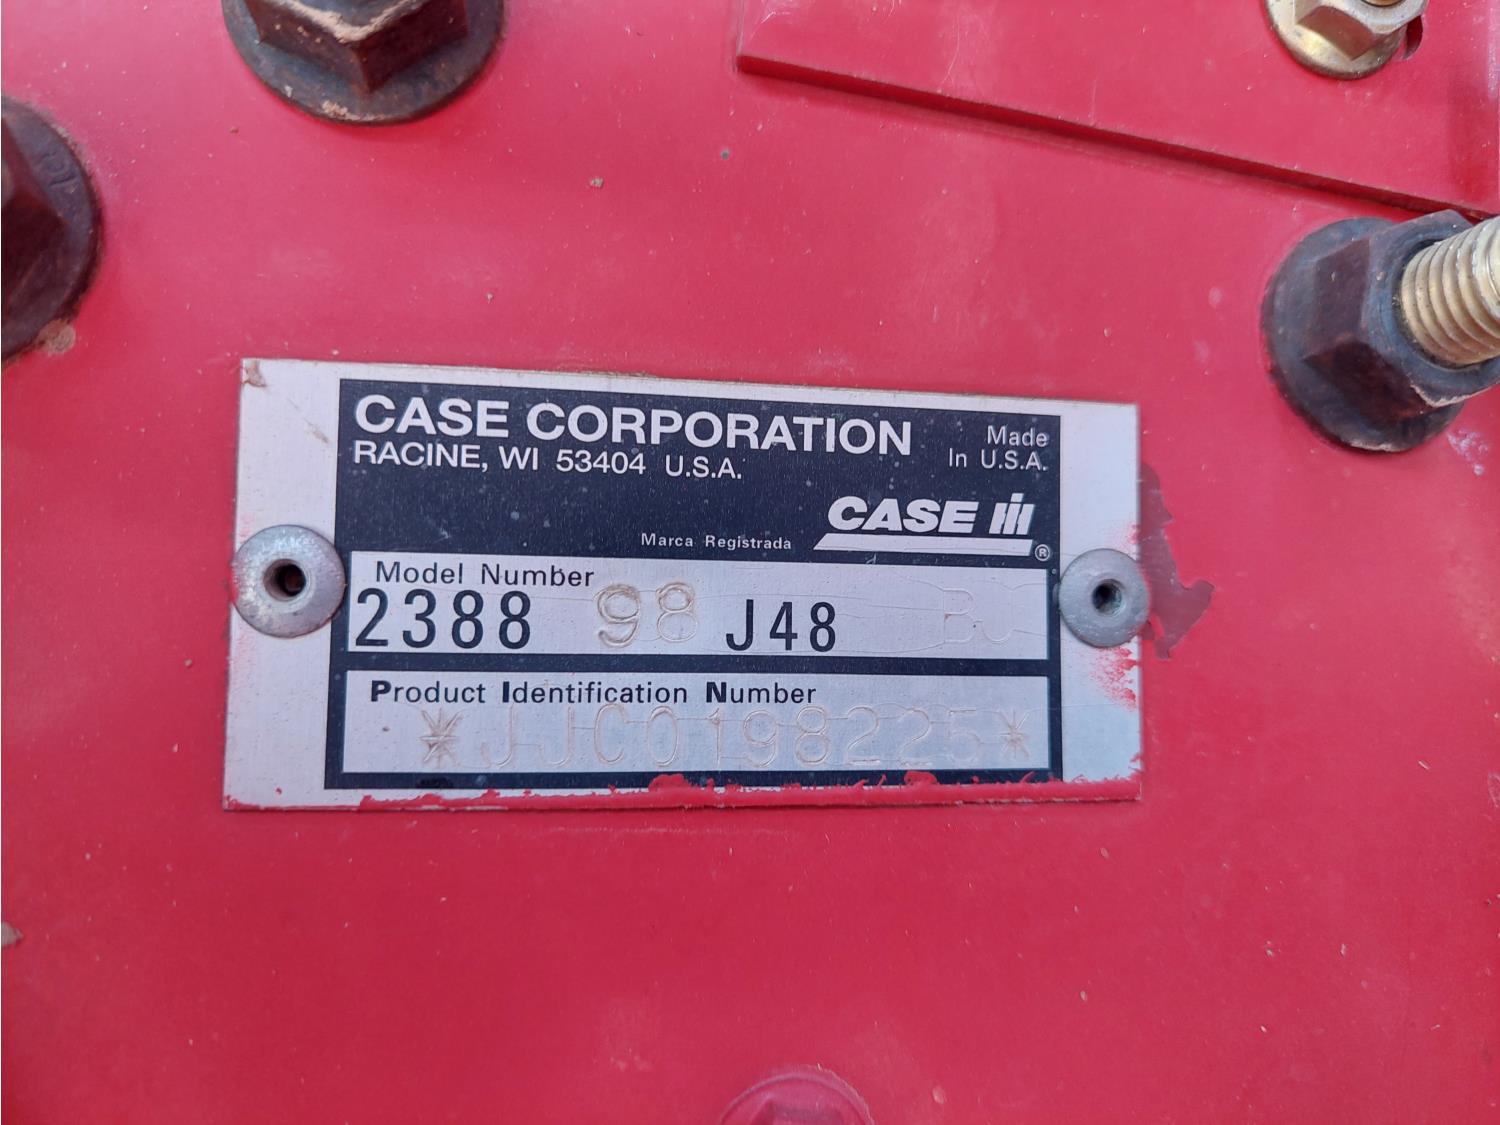 CASE CORPORATION
RACINE, WI 53404 U.S.A.
Made
In U.S.A.
CASE IH
Marca Registrada
®
Model Number
2388 98 J48
Product Identification Number
*JJC0198225*